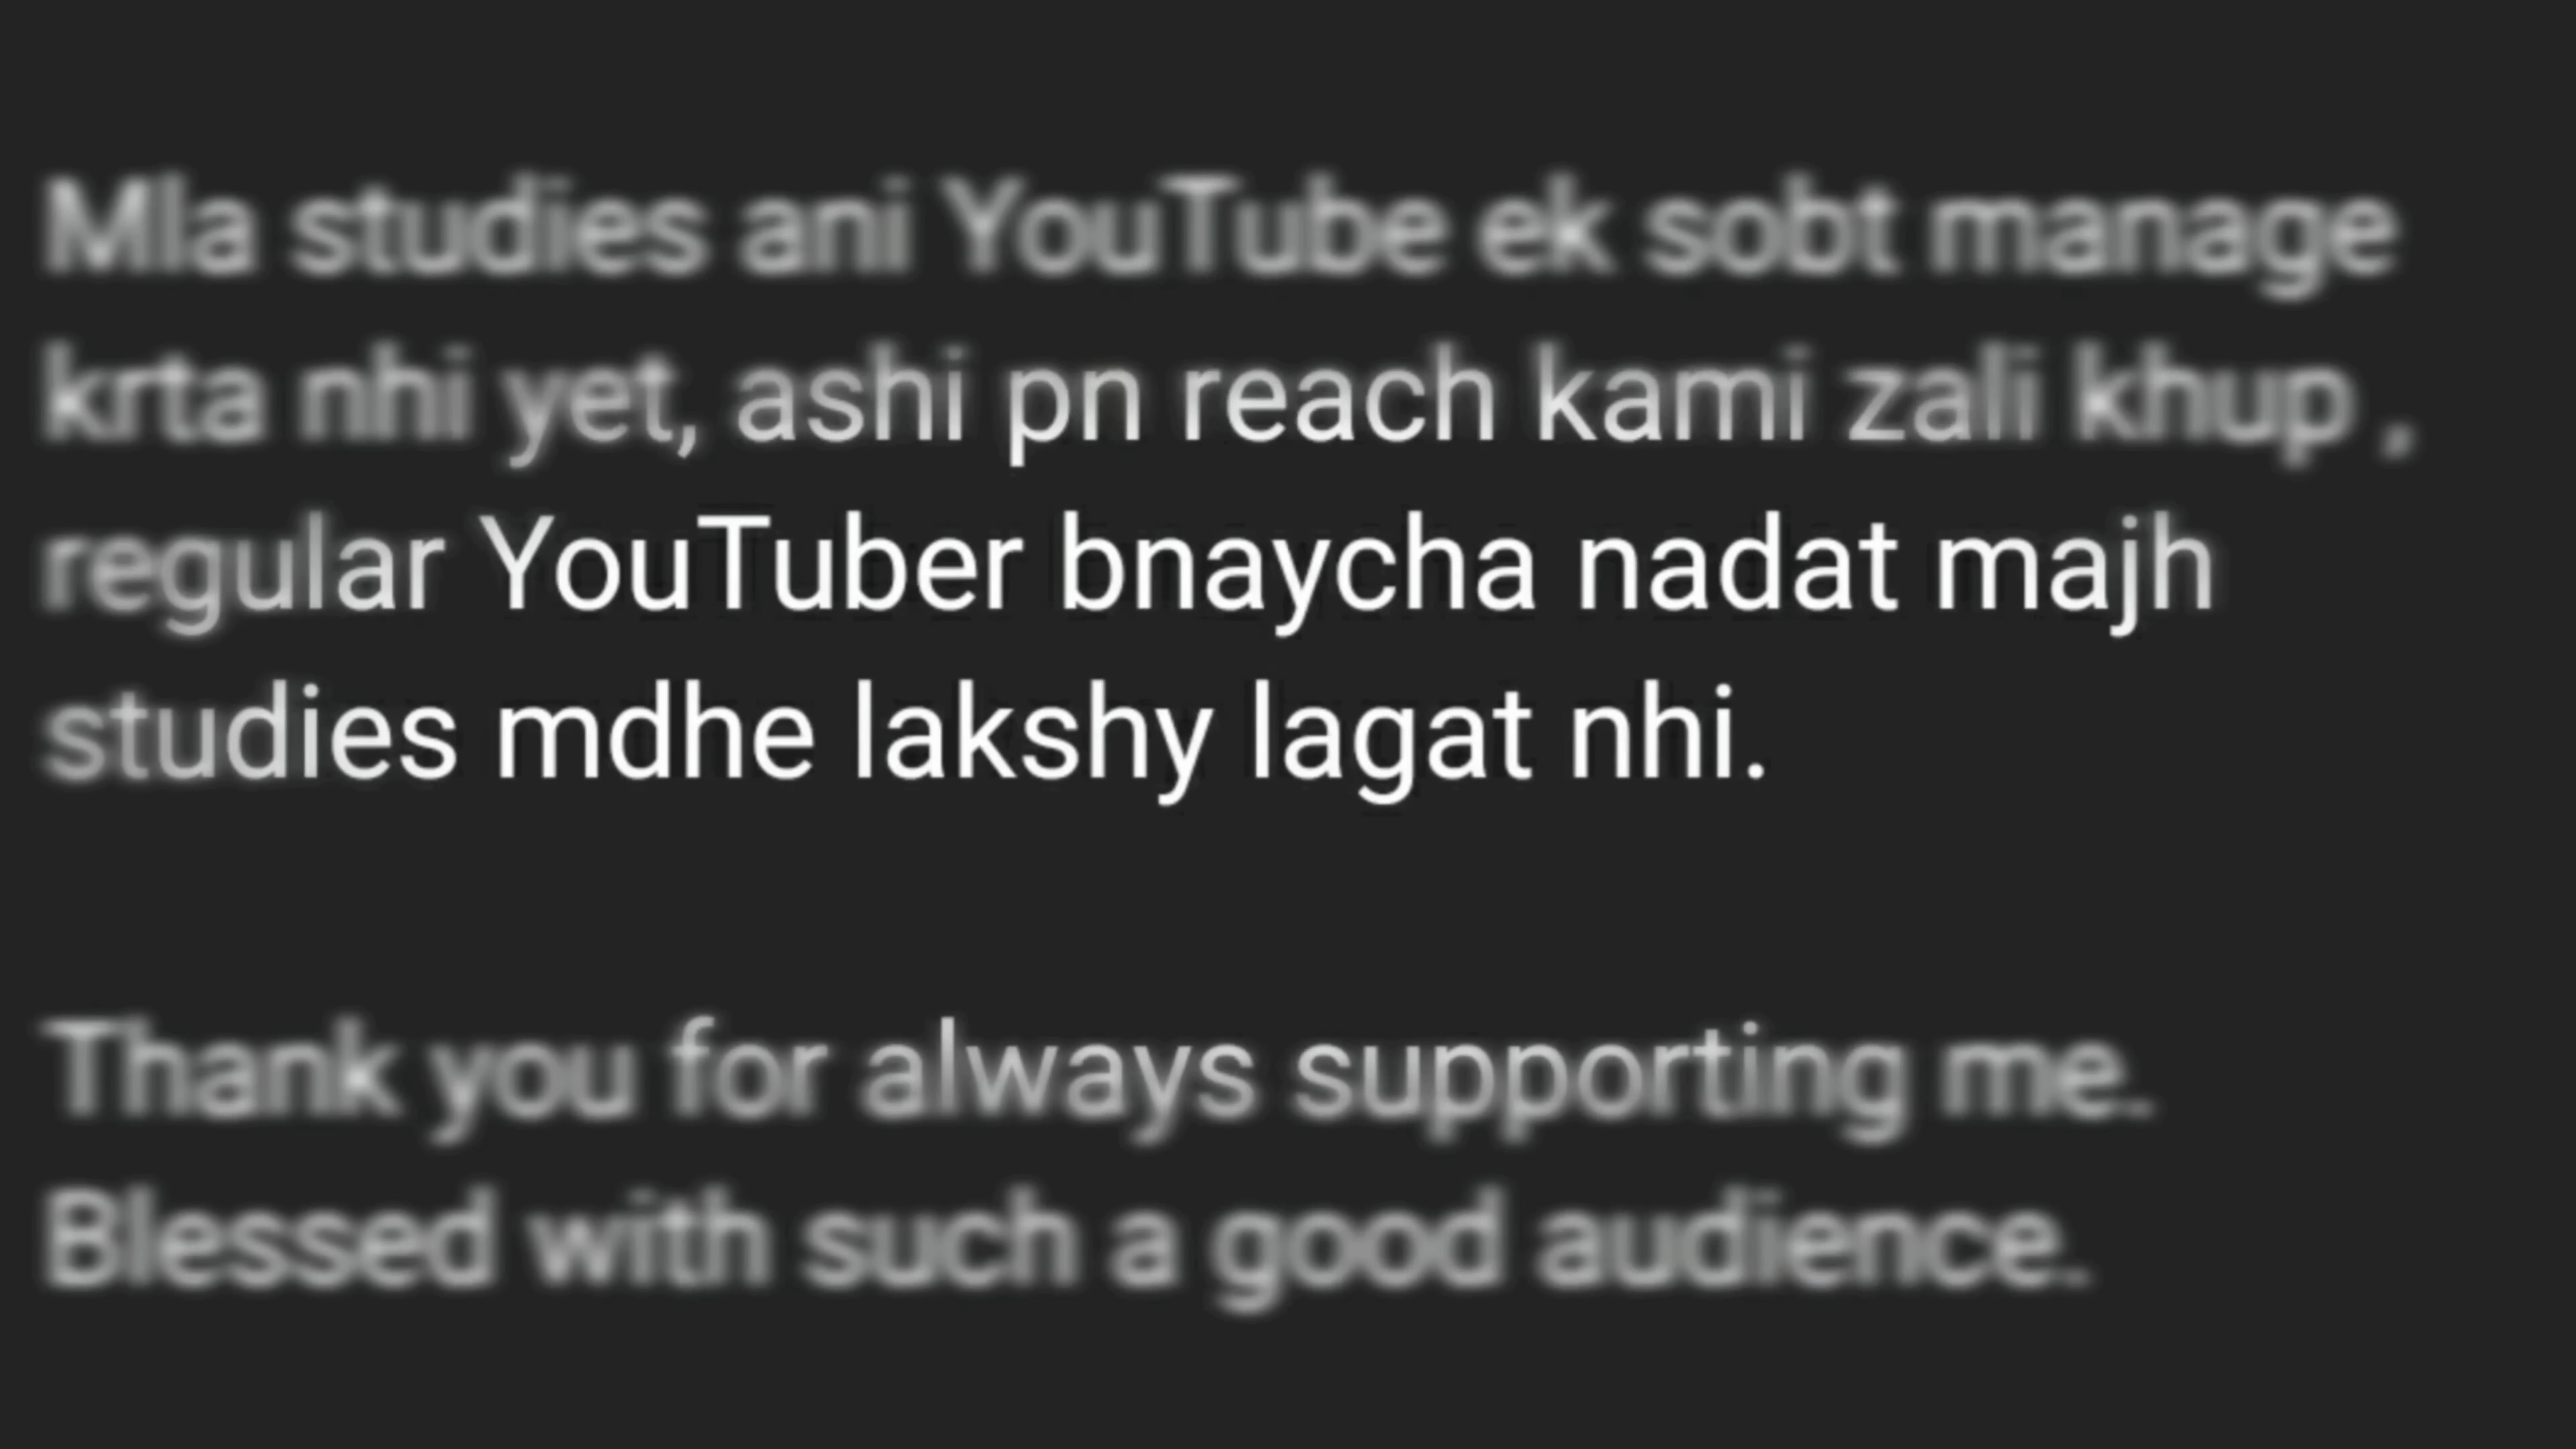 Mla studies ani YouTube ek sobt manage
krta nhi yet, ashi pn reach kami zali khup ,
regular YouTuber bnaycha nadat majh
studies mdhe lakshy lagat nhi.
Thank you for always supporting me.
Blessed with such a good audience.